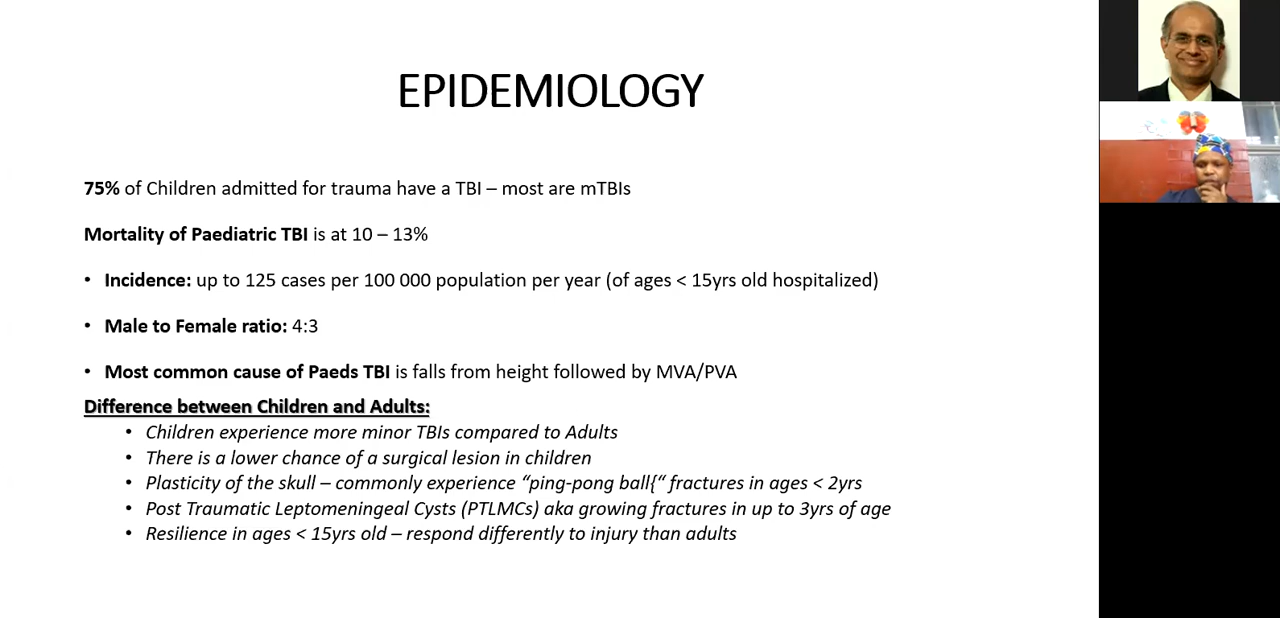 EPIDEMIOLOGY
75% of Children admitted for trauma have a TBI – most are mTBIs
Mortality of Paediatric TBI is at 10 – 13%
• Incidence: up to 125 cases per 100 000 population per year (of ages < 15yrs old hospitalized)
• Male to Female ratio: 4:3
• Most common cause of Paeds TBI is falls from height followed by MVA/PVA
Difference between Children and Adults:
• Children experience more minor TBIs compared to Adults
• There is a lower chance of a surgical lesion in children
• Plasticity of the skull – commonly experience “ping-pong ball{“ fractures in ages < 2yrs
• Post Traumatic Leptomeningeal Cysts (PTLMCs) aka growing fractures in up to 3yrs of age
• Resilience in ages < 15yrs old – respond differently to injury than adults